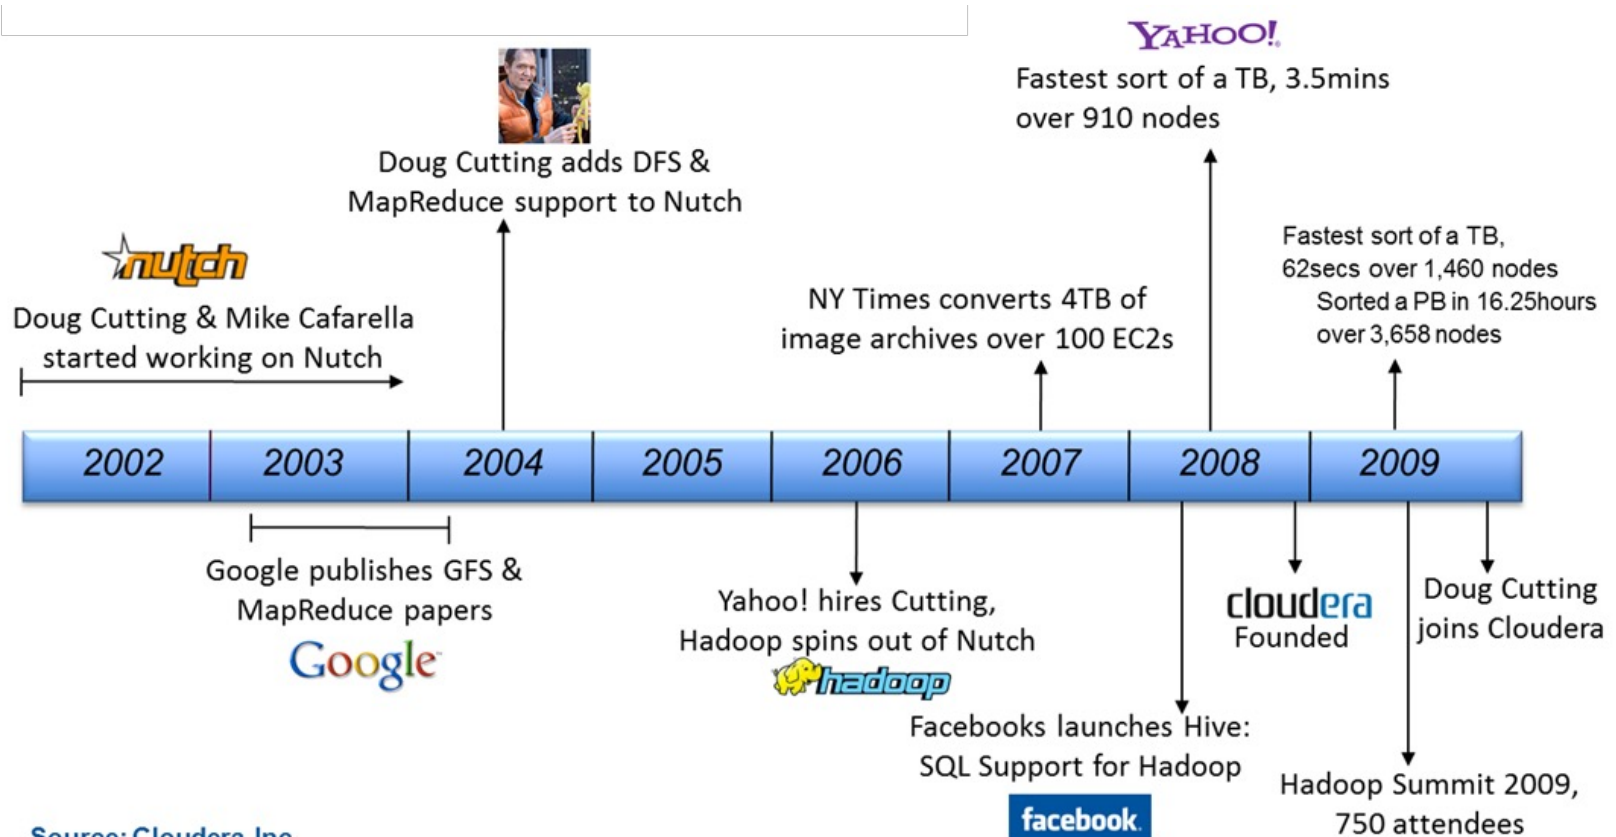 YAHOO!
Fastest sort of a TB, 3.5mins
over 910 nodes
Doug Cutting adds DFS &
MapReduce support to Nutch
nutch
Doug Cutting & Mike Cafarella
started working on Nutch
NY Times converts 4TB of
image archives over 100 EC2s
Fastest sort of a TB,
62secs over 1,460 nodes
Sorted a PB in 16.25hours
over 3,658 nodes
2002 2003 2004 2005 2006 2007 2008 2009
Google publishes GFS &
MapReduce papers
Google
Yahoo! hires Cutting,
Hadoop spins out of Nutch
hadoop
Facebooks launches Hive:
SQL Support for Hadoop
facebook
cloudera
Founded
Doug Cutting
joins Cloudera
Hadoop Summit 2009,
750 attendees
Source: Cloudera Inc